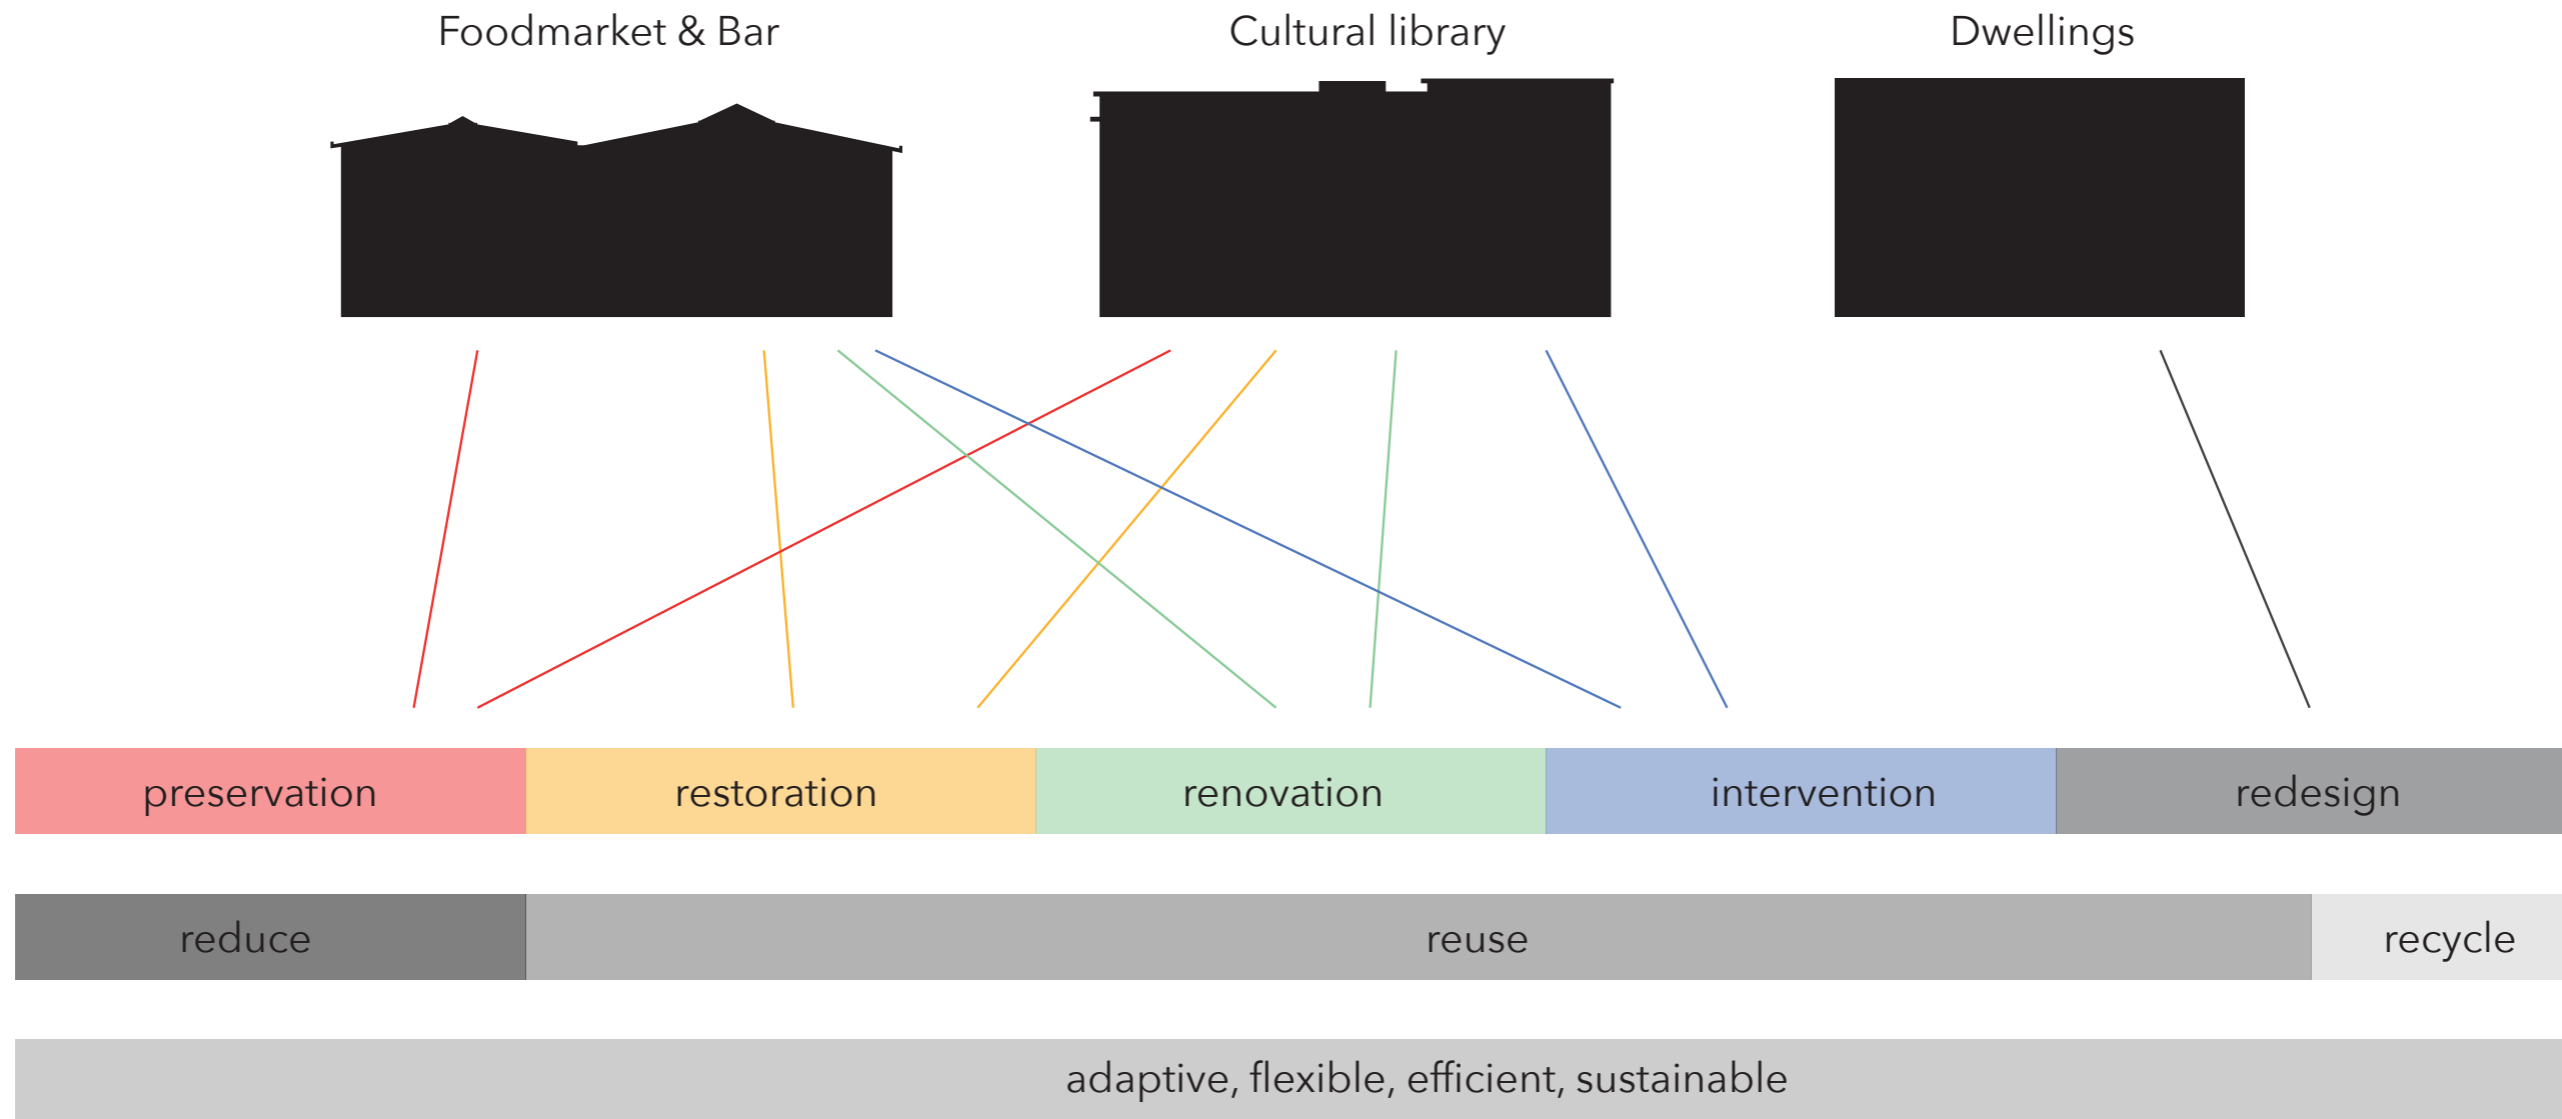 Foodmarket & Bar
Cultural library
Dwellings
preservation
restoration
renovation
intervention
redesign
reduce
reuse
recycle
adaptive, flexible, efficient, sustainable